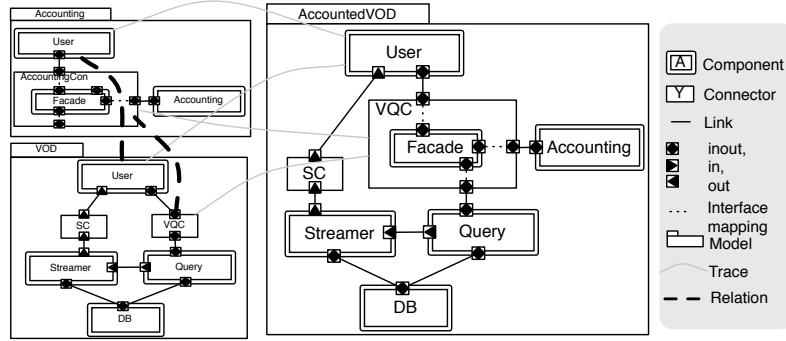 Accounting
User
AccountingCon
Facade
Accounting
VOD
User
SC
VQC
Streamer
Query
DB
AccountedVOD
User
VQC
Facade
Accounting
SC
Streamer
Query
DB
A Component
Y Connector
Link
inout,
in,
out
Interface
mapping
Model
Trace
Relation